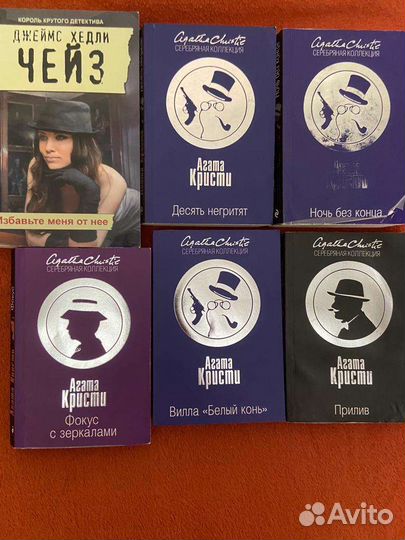 КОРОЛЬ КРУТОГО ДЕТЕКТИВА
ДЖЕЙМС ХЕДЛИ
ЧЕЙЗ
Избавьте меня от нее
Agatha Christie
СЕРЕБРЯНАЯ КОЛЛЕКЦИЯ
Агата
Кристи
Десять негритят
Agatha Christie
СЕРЕБРЯНАЯ КОЛЛЕКЦИЯ
Ночь без конца
Agatha Christie
СЕРЕБРЯНАЯ КОЛЛЕКЦИЯ
Агата
Кристи
Фокус
с зеркалами
Agatha Christie
СЕРЕБРЯНАЯ КОЛЛЕКЦИЯ
Агата
Кристи
Вилла «Белый конь»
Agatha Christie
СЕРЕБРЯНАЯ КОЛЛЕКЦИЯ
Агата
Кристи
Прилив
Avito